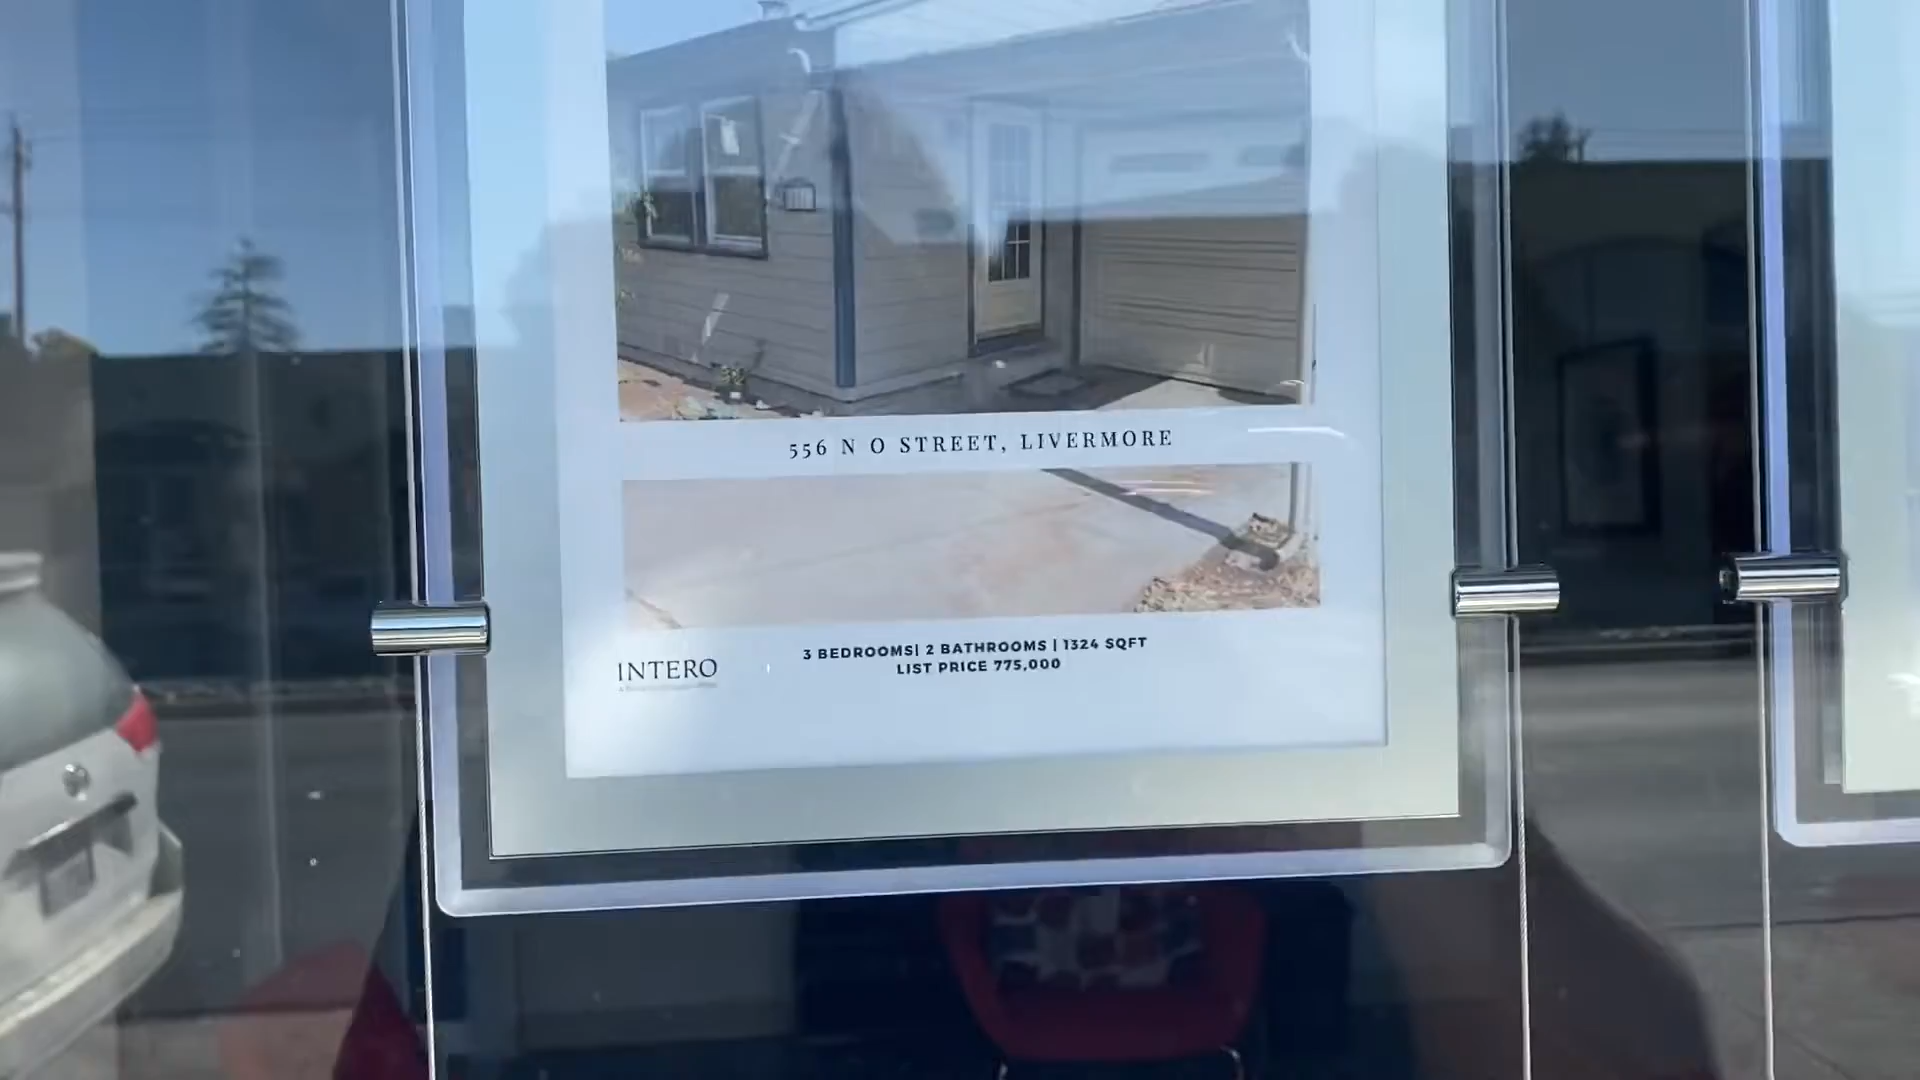 556 N O STREET, LIVERMORE
3 BEDROOMS| 2 BATHROOMS | 1324 SQFT
LIST PRICE 775,000
INTERO